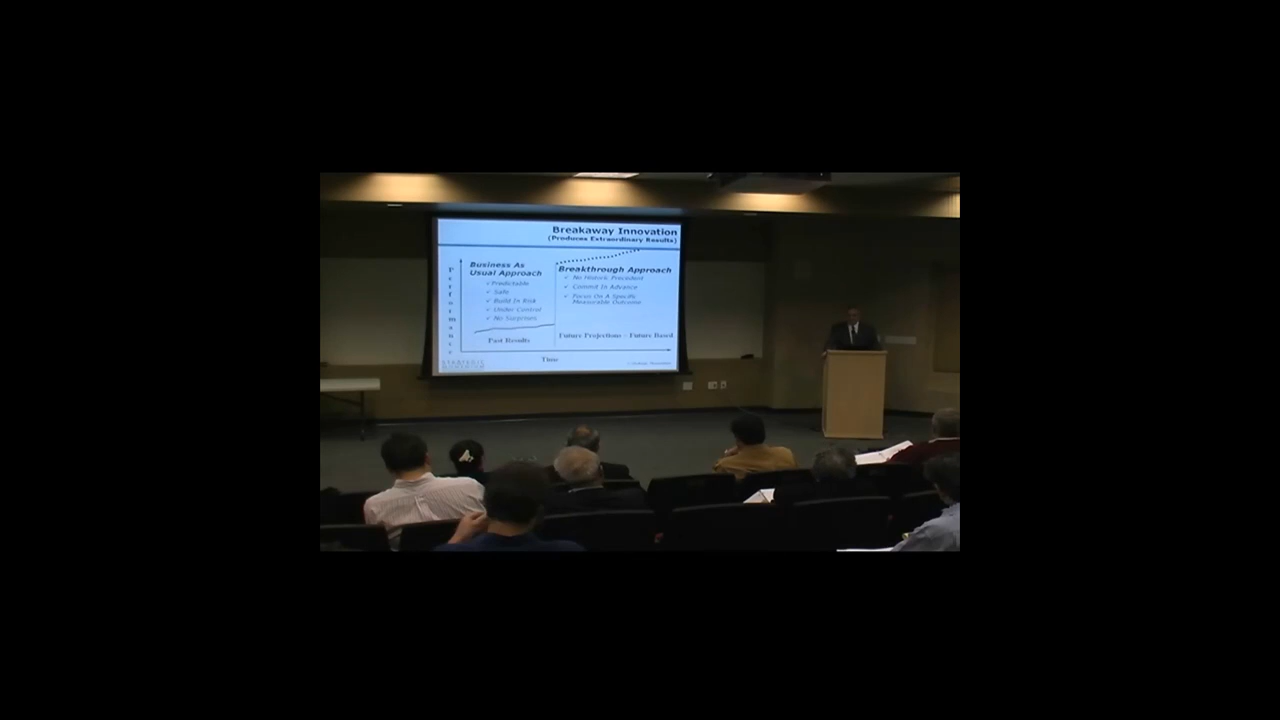 Breakaway Innovation
(Produces Extraordinary Results)
Performance
Business As
Usual Approach
✓ Predictable
✓ Safe
✓ Build In Risk
✓ Under Control
✓ No Surprises
Past Results
Breakthrough Approach
✓ No Historic Precedent
✓ Commit In Advance
✓ Focus On A Specific
Measurable Outcome
Future Projections - Future Based
Time